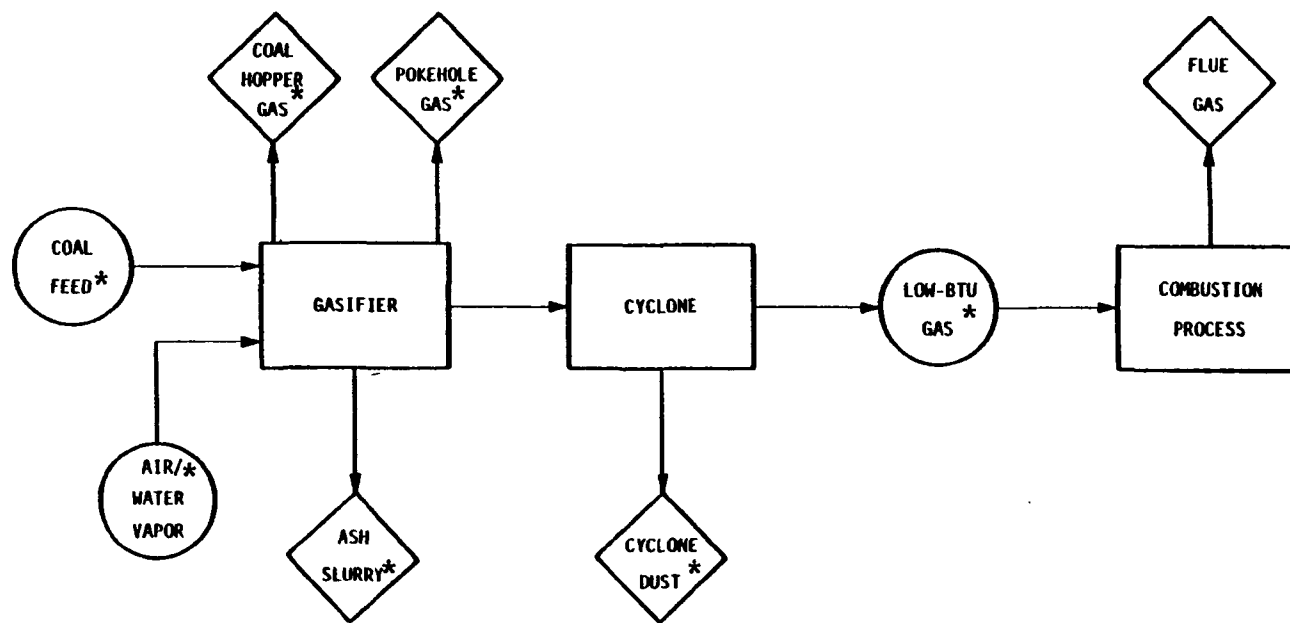 COAL
HOPPER
GAS*
POKEHOLE
GAS*
FLUE
GAS
COAL
FEED*
GASIFIER
CYCLONE
LOW-BTU
GAS*
COMBUSTION
PROCESS
AIR/*
WATER
VAPOR
ASH
SLURRY*
CYCLONE
DUST*